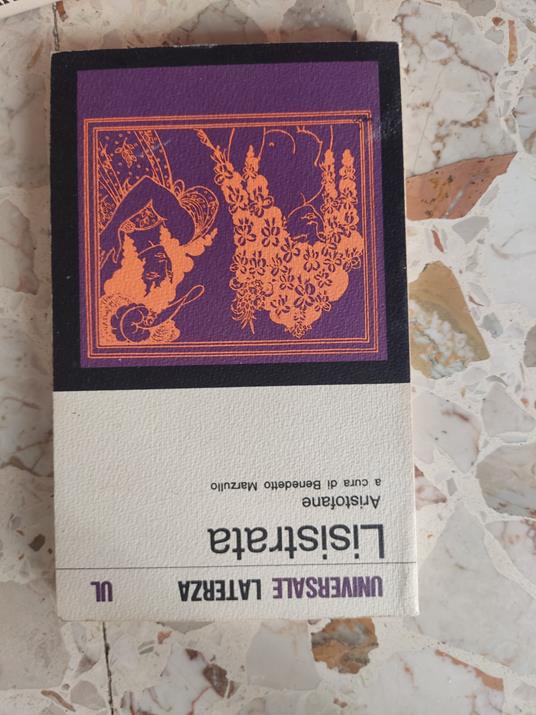 UNIVERSALE LATERZA UL
Lisistrata
Aristofane
a cura di Benedetto Marzullo